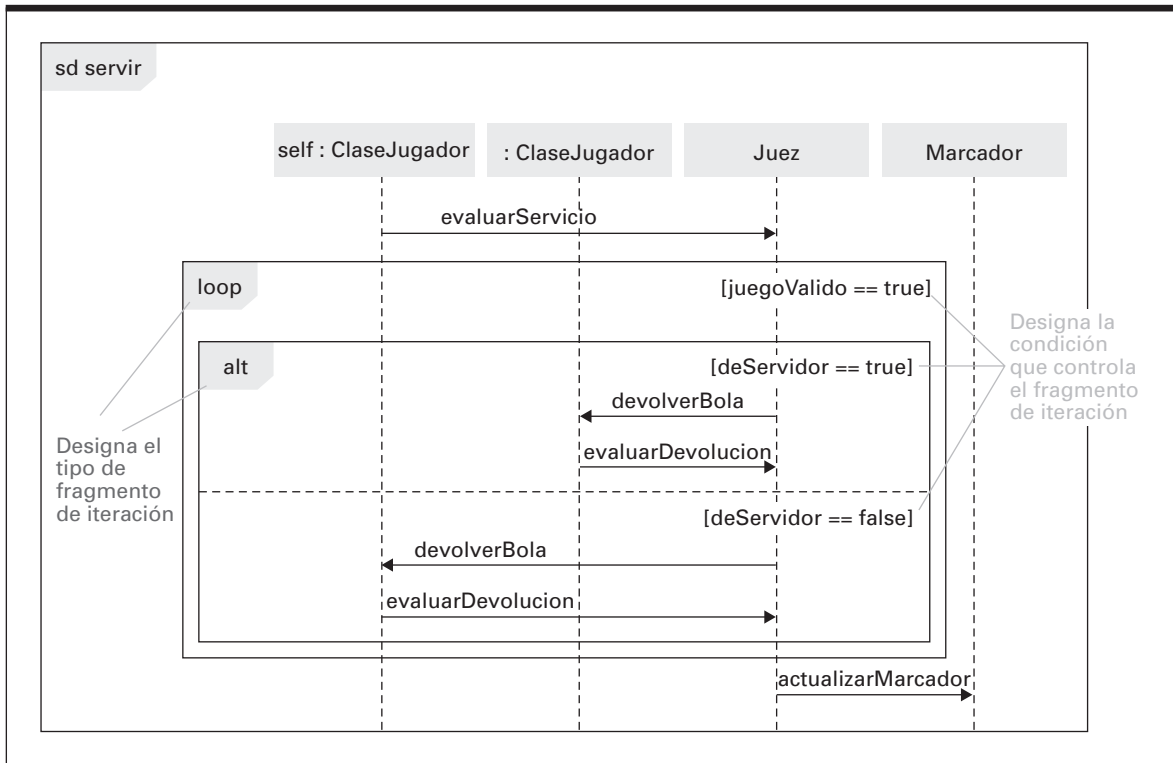 sd servir
self : ClaseJugador
: ClaseJugador
Juez
Marcador
evaluarServicio
loop
[juegoValido == true]
alt
[deServidor == true]
devolverBola
evaluarDevolucion
[deServidor == false]
devolverBola
evaluarDevolucion
actualizarMarcador
Designa el
tipo de
fragmento
de iteración
Designa la
condición
que controla
el fragmento
de iteración